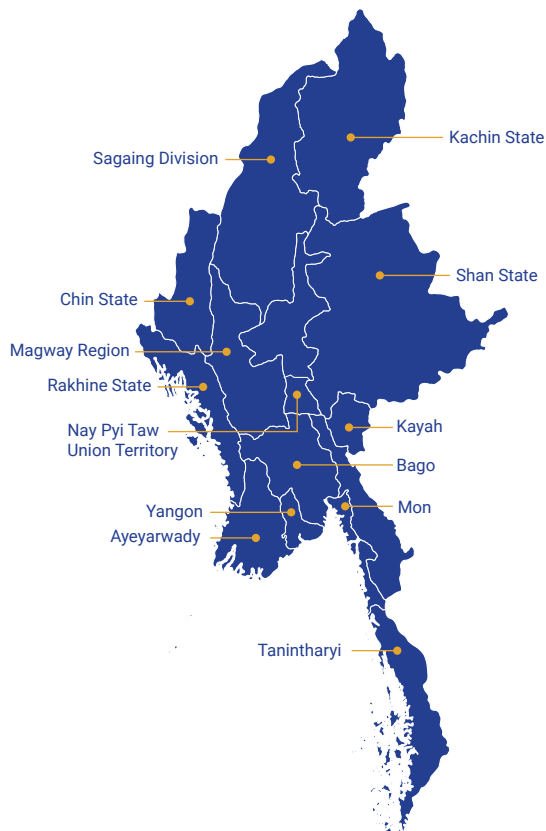 Kachin State
Sagaing Division
Shan State
Chin State
Magway Region
Rakhine State
Nay Pyi Taw
Union Territory
Kayah
Bago
Mon
Yangon
Ayeyarwady
Tanintharyi